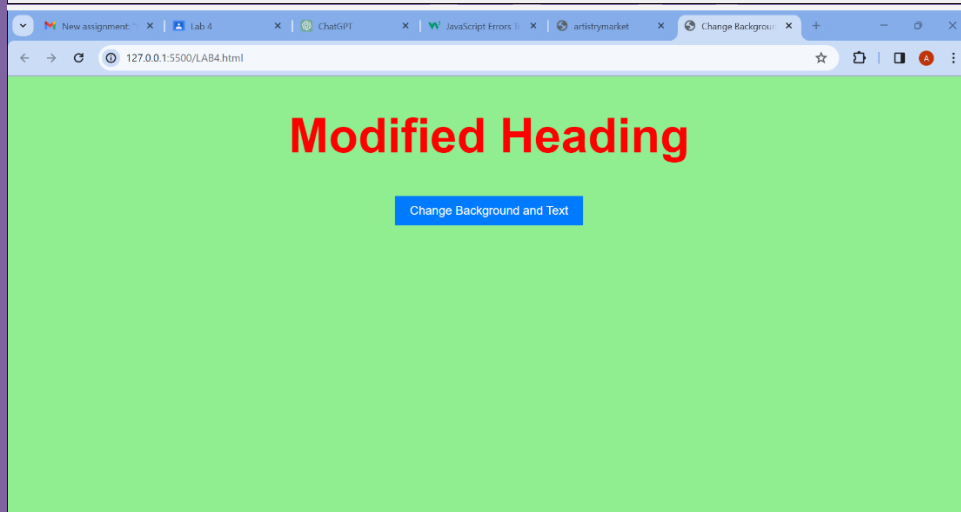 New assignment: "
Lab 4
ChatGPT
JavaScript Errors
artistrymarket
Change Backgroun
127.0.0.1:5500/LAB4.html
A
Modified Heading
Change Background and Text